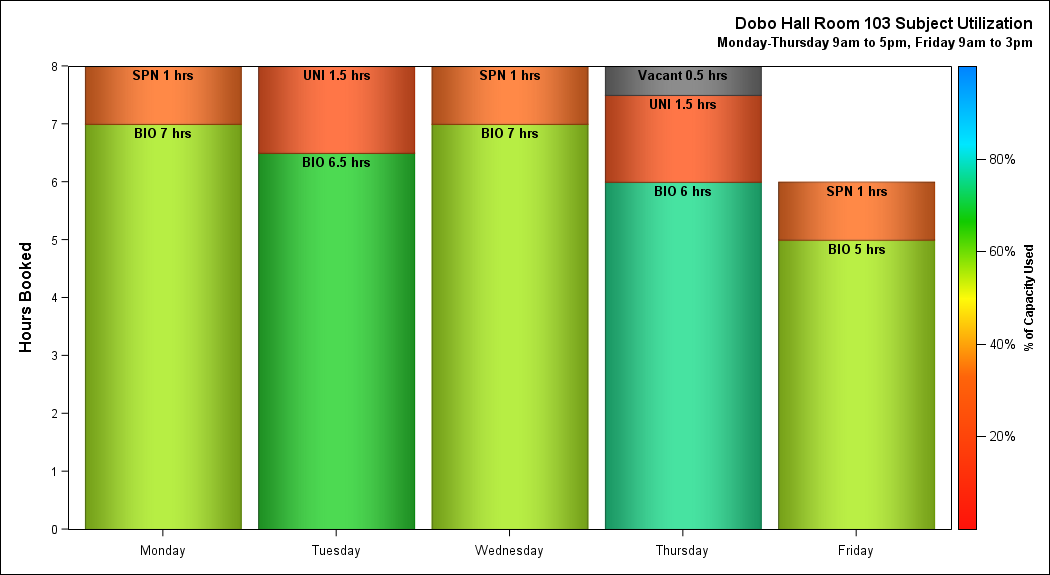 Dobo Hall Room 103 Subject Utilization
Monday-Thursday 9am to 5pm, Friday 9am to 3pm
Hours Booked
8
7
6
5
4
3
2
1
0
SPN 1 hrs
BIO 7 hrs
UNI 1.5 hrs
BIO 6.5 hrs
SPN 1 hrs
BIO 7 hrs
Vacant 0.5 hrs
UNI 1.5 hrs
BIO 6 hrs
SPN 1 hrs
BIO 5 hrs
Monday
Tuesday
Wednesday
Thursday
Friday
80%
60%
40%
20%
% of Capacity Used